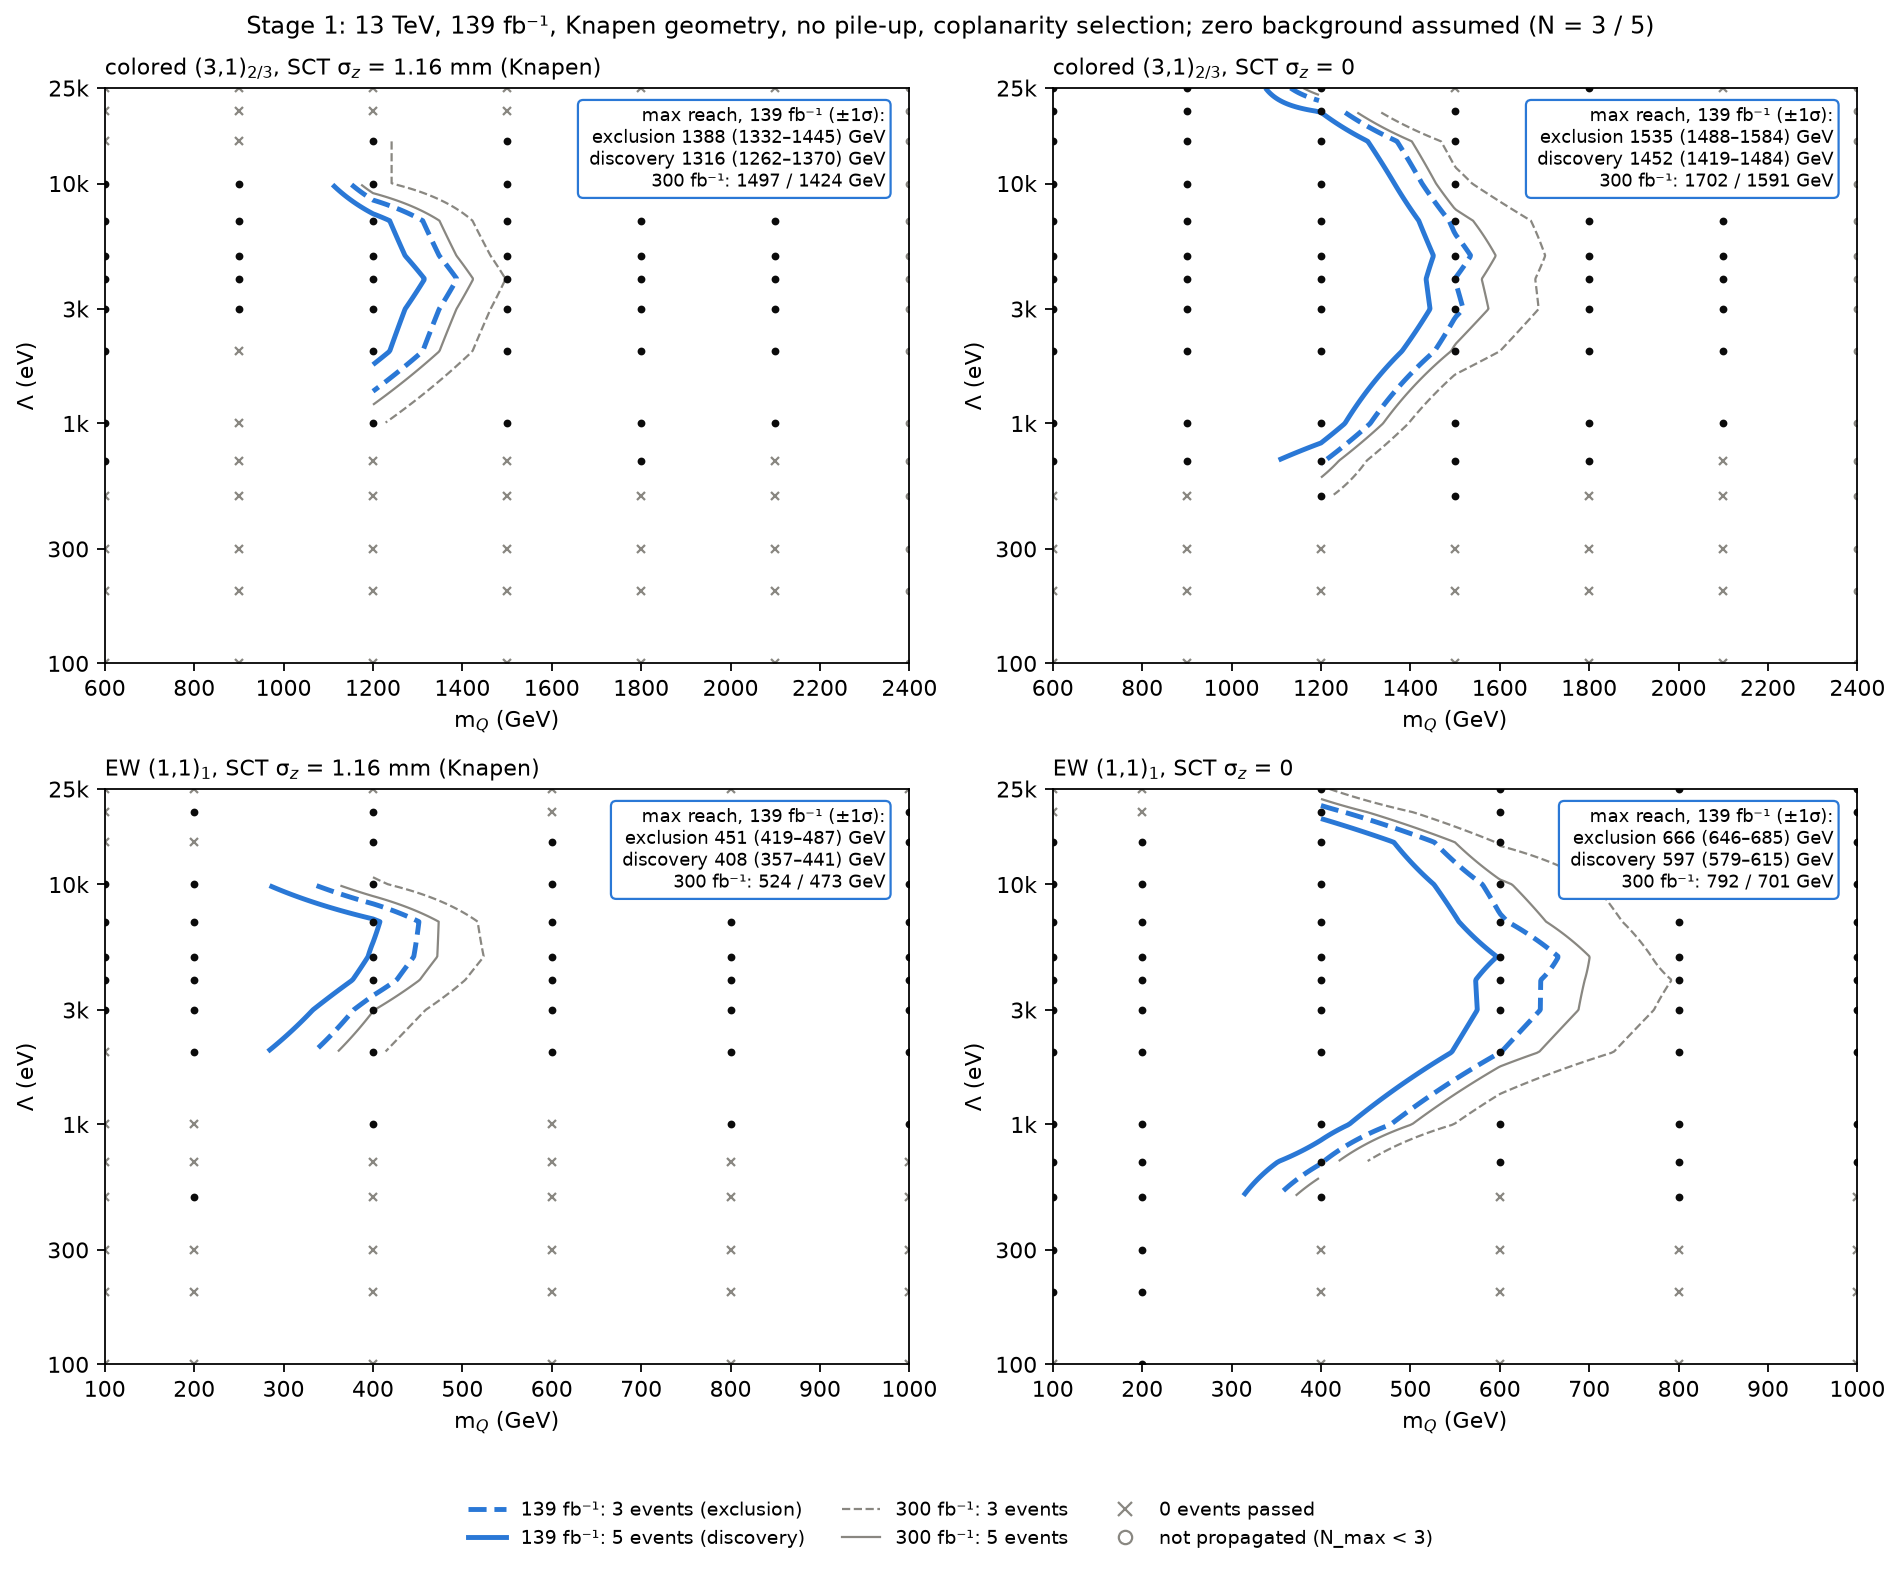 Stage 1: 13 TeV, 139 fb⁻¹, Knapen geometry, no pile-up, coplanarity selection; zero background assumed (N = 3 / 5)
colored (3,1)₂/₃, SCT σz = 1.16 mm (Knapen)
max reach, 139 fb⁻¹ (±1σ):
exclusion 1388 (1332–1445) GeV
discovery 1316 (1262–1370) GeV
300 fb⁻¹: 1497 / 1424 GeV
25k
10k
3k
1k
300
100
Λ (eV)
600 800 1000 1200 1400 1600 1800 2000 2200 2400
mQ (GeV)
colored (3,1)₂/₃, SCT σz = 0
max reach, 139 fb⁻¹ (±1σ):
exclusion 1535 (1488–1584) GeV
discovery 1452 (1419–1484) GeV
300 fb⁻¹: 1702 / 1591 GeV
25k
10k
3k
1k
300
100
Λ (eV)
600 800 1000 1200 1400 1600 1800 2000 2200 2400
mQ (GeV)
EW (1,1)₁, SCT σz = 1.16 mm (Knapen)
max reach, 139 fb⁻¹ (±1σ):
exclusion 451 (419–487) GeV
discovery 408 (357–441) GeV
300 fb⁻¹: 524 / 473 GeV
25k
10k
3k
1k
300
100
Λ (eV)
100 200 300 400 500 600 700 800 900 1000
mQ (GeV)
EW (1,1)₁, SCT σz = 0
max reach, 139 fb⁻¹ (±1σ):
exclusion 666 (646–685) GeV
discovery 597 (579–615) GeV
300 fb⁻¹: 792 / 701 GeV
25k
10k
3k
1k
300
100
Λ (eV)
100 200 300 400 500 600 700 800 900 1000
mQ (GeV)
139 fb⁻¹: 3 events (exclusion)
139 fb⁻¹: 5 events (discovery)
300 fb⁻¹: 3 events
300 fb⁻¹: 5 events
0 events passed
not propagated (N_max < 3)